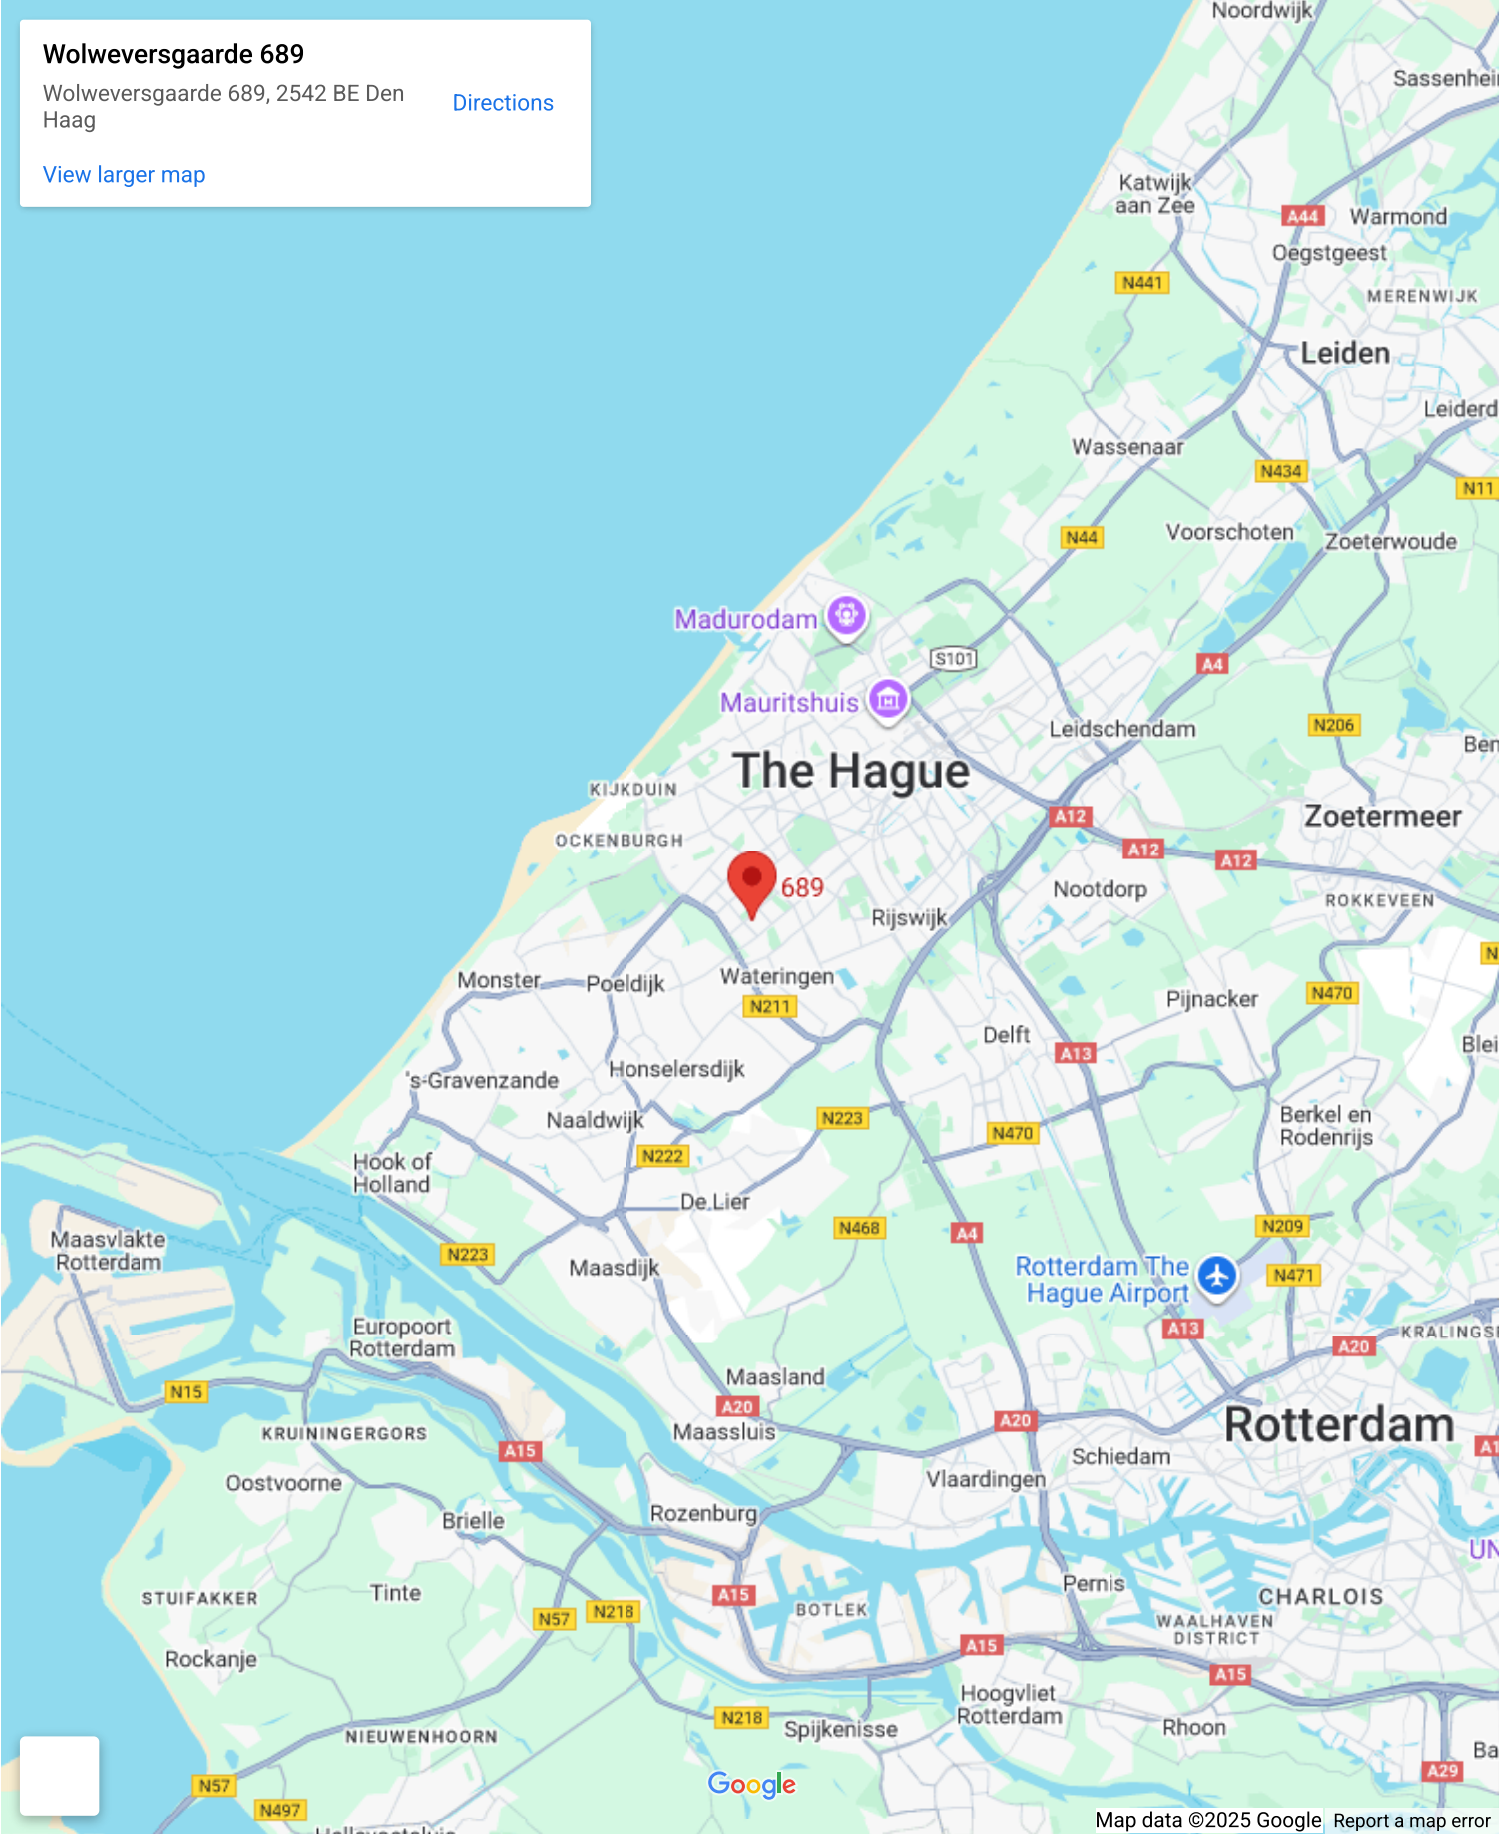 Wolweversgaarde 689
Wolweversgaarde 689, 2542 BE Den
Haag
Directions
View larger map
Noordwijk
Sassenhei
Katwijk
aan Zee
A44
Warmond
Oegstgeest
N441
MERENWIJK
Leiden
Leiderd
Wassenaar
N434
N11
N44
Voorschoten
Zoeterwoude
Madurodam
S101
A4
Mauritshuis
Leidschendam
N206
Ben
The Hague
KIJKDUIN
A12
Zoetermeer
OCKENBURGH
A12
A12
689
Nootdorp
ROKKEVEEN
Rijswijk
N
Monster
Poeldijk
Wateringen
N470
Pijnacker
N211
Delft
Blei
A13
Honselersdijk
's-Gravenzande
Naaldwijk
N223
Berkel en
Rodenrijs
N470
N222
Hook of
Holland
De Lier
N468
N209
A4
Maasvlakte
Rotterdam
N223
Maasdijk
Rotterdam The
Hague Airport
N471
A13
Europoort
Rotterdam
KRALINGSE
A20
Maasland
N15
A20
A20
Rotterdam
KRUININGERGORS
Maassluis
A15
A1
Schiedam
Oostvoorne
Vlaardingen
Rozenburg
Brielle
UN
Pernis
Tinte
A15
CHARLOIS
STUIFAKKER
N57
N218
BOTLEK
WAALHAVEN
DISTRICT
A15
Rockanje
A15
Hoogvliet
Rotterdam
N218
Spijkenisse
Rhoon
NIEUWENHOORN
Ba
A29
N57
Google
N497
Map data ©2025 Google
Report a map error